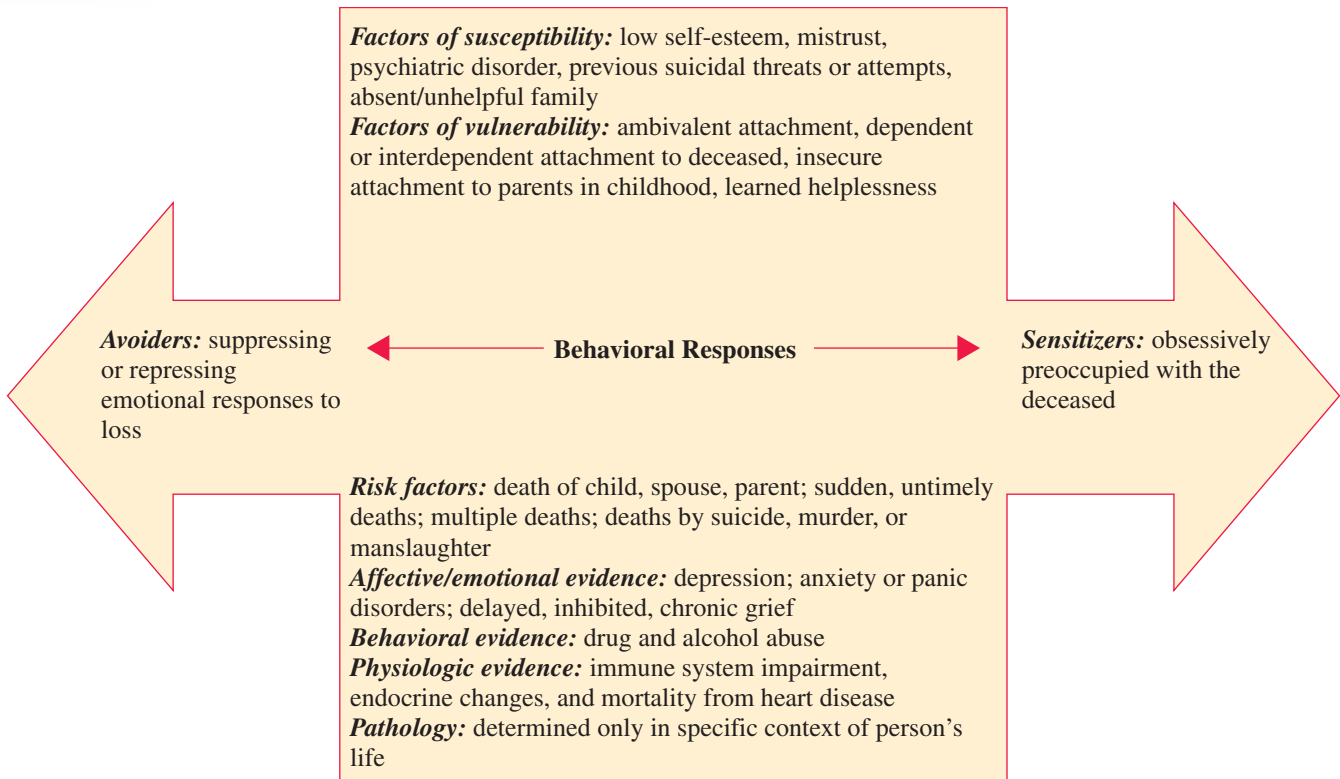 Factors of susceptibility: low self-esteem, mistrust,
psychiatric disorder, previous suicidal threats or attempts,
absent/unhelpful family
Factors of vulnerability: ambivalent attachment, dependent
or interdependent attachment to deceased, insecure
attachment to parents in childhood, learned helplessness
Avoiders: suppressing
or repressing
emotional responses to
loss
Behavioral Responses
Sensitizers: obsessively
preoccupied with the
deceased
Risk factors: death of child, spouse, parent; sudden, untimely
deaths; multiple deaths; deaths by suicide, murder, or
manslaughter
Affective/emotional evidence: depression; anxiety or panic
disorders; delayed, inhibited, chronic grief
Behavioral evidence: drug and alcohol abuse
Physiologic evidence: immune system impairment,
endocrine changes, and mortality from heart disease
Pathology: determined only in specific context of person’s
life